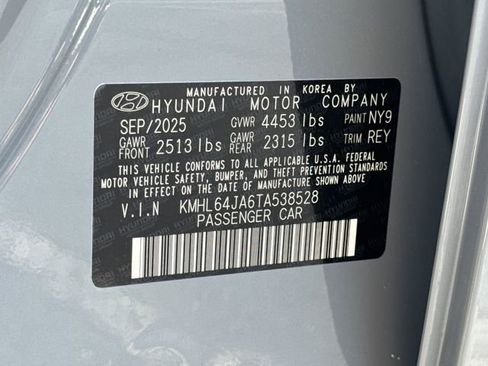 MANUFACTURED IN KOREA BY
HYUNDAI MOTOR COMPANY
SEP/2025 GVWR 4453 lbs PAINT NY9
GAWR FRONT 2513 lbs GAWR REAR 2315 lbs TRIM REY
THIS VEHICLE CONFORMS TO ALL APPLICABLE U.S.A. FEDERAL
MOTOR VEHICLE SAFETY, BUMPER, AND THEFT PREVENTION STANDARDS
IN EFFECT ON THE DATE OF MANUFACTURE SHOWN ABOVE.
V.I.N KMHL64JA6TA538528
PASSENGER CAR